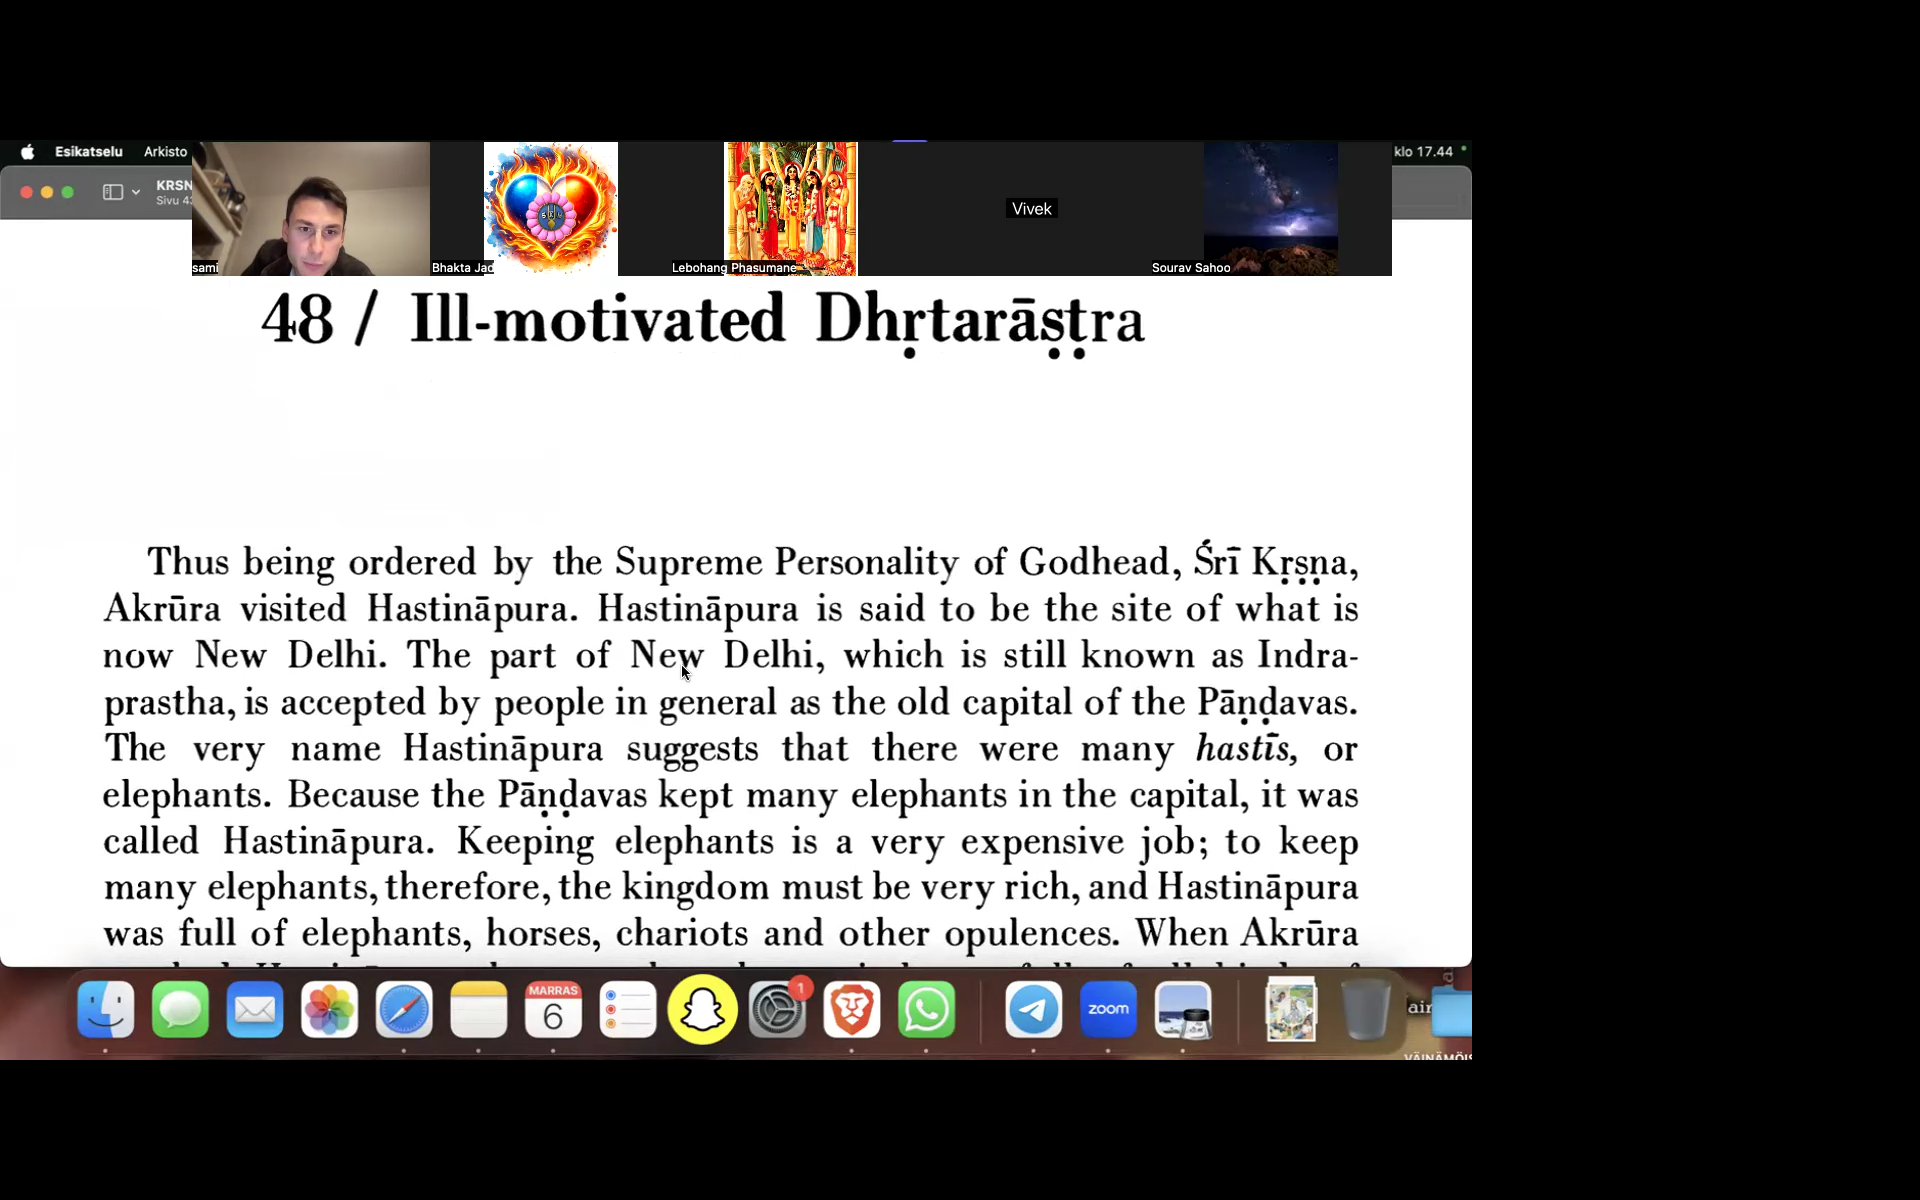 Esikatselu Arkisto
klo 17.44
KRSN
Sivu 43
sami
Bhakta Jad
Lebohang Phasumane
Vivek
Sourav Sahoo
48 / Ill-motivated Dhṛtarāṣṭra
Thus being ordered by the Supreme Personality of Godhead, Śrī Kṛṣṇa,
Akrūra visited Hastināpura. Hastināpura is said to be the site of what is
now New Delhi. The part of New Delhi, which is still known as Indra-
prastha, is accepted by people in general as the old capital of the Pāṇḍavas.
The very name Hastināpura suggests that there were many hastīs, or
elephants. Because the Pāṇḍavas kept many elephants in the capital, it was
called Hastināpura. Keeping elephants is a very expensive job; to keep
many elephants, therefore, the kingdom must be very rich, and Hastināpura
was full of elephants, horses, chariots and other opulences. When Akrūra
MARRAS
6
1
zoom
air
VÄINÄMÖIS